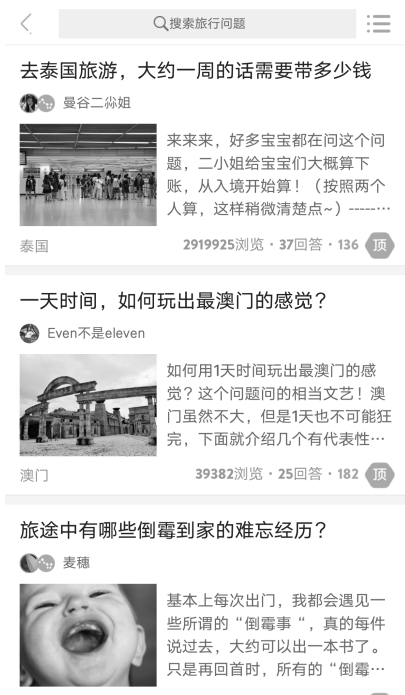 搜索旅行问题
去泰国旅游，大约一周的话需要带多少钱
曼谷二尛姐
来来来，好多宝宝都在问这个问
题，二小姐给宝宝们大概算下
账，从入境开始算！（按照两个
人算，这样稍微清楚点~）-----···
泰国 2919925浏览 · 37回答 · 136 顶
一天时间，如何玩出最澳门的感觉？
Even不是eleven
如何用1天时间玩出最澳门的感
觉？这个问题问的相当文艺！澳
门虽然不大，但是1天也不可能狂
完，下面就介绍几个有代表性···
澳门 39382浏览 · 25回答 · 182 顶
旅途中有哪些倒霉到家的难忘经历？
麦穗
基本上每次出门，我都会遇见一
些所谓的“倒霉事“，真的每件
说过去，大约可以出一本书了。
只是再回首时，所有的“倒霉···